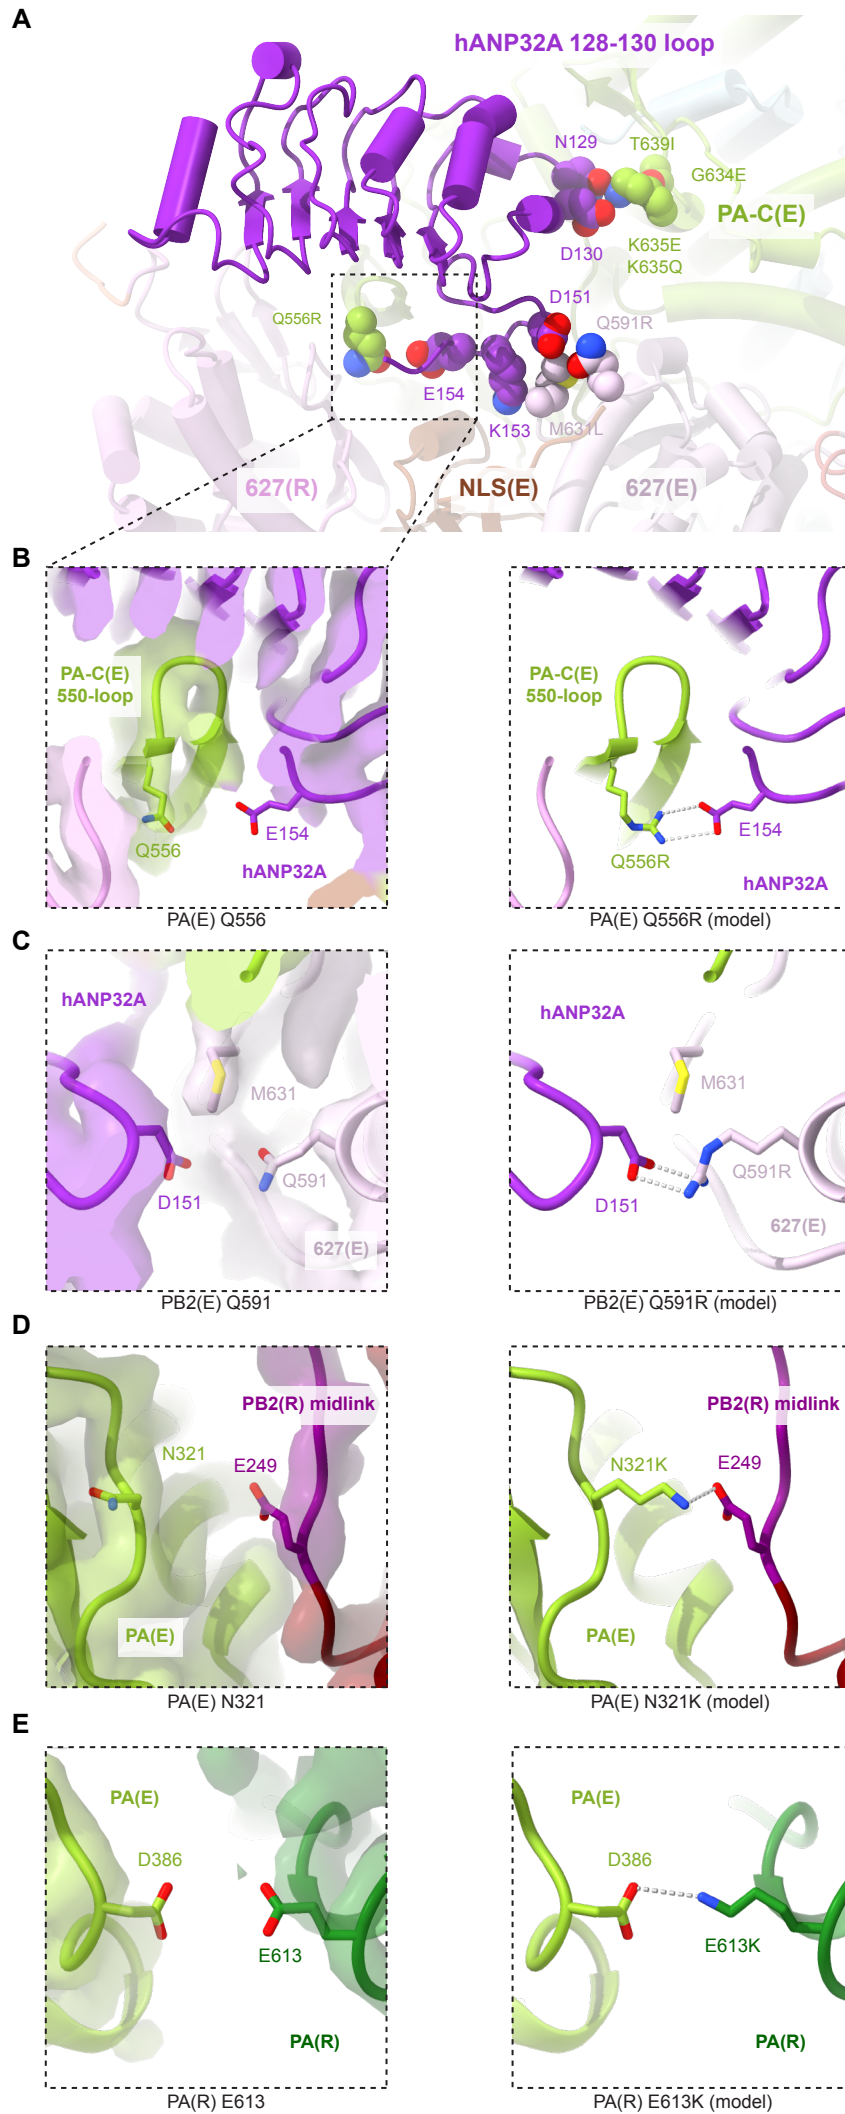 A
hANP32A 128-130 loop
N129
T639I
G634E
PA-C(E)
D130
K635E
K635Q
D151
Q556R
Q591R
E154
K153
M631L
627(R)
NLS(E)
627(E)
B
PA-C(E)
550-loop
Q556
E154
hANP32A
PA(E) Q556
PA-C(E)
550-loop
Q556R
E154
hANP32A
PA(E) Q556R (model)
C
hANP32A
M631
Q591
D151
627(E)
PB2(E) Q591
hANP32A
M631
Q591R
D151
627(E)
PB2(E) Q591R (model)
D
PB2(R) midlink
N321
E249
PA(E)
PA(E) N321
PB2(R) midlink
N321K
E249
PA(E)
PA(E) N321K (model)
E
PA(E)
D386
E613
PA(R)
PA(R) E613
PA(E)
D386
E613K
PA(R)
PA(R) E613K (model)